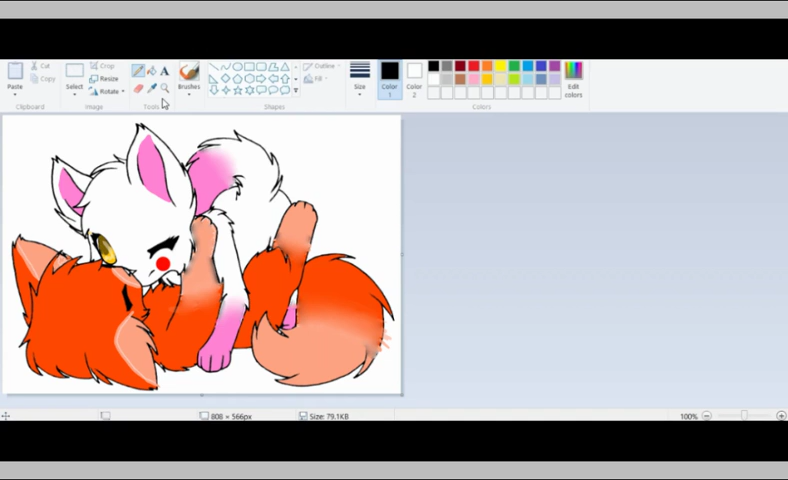 Paste
Cut
Copy
Clipboard
Select
Crop
Resize
Rotate
Image
A
Tools
Brushes
Outline
Fill
Shapes
Size
Color
1
Color
2
Edit
colors
Colors
808 × 566px
Size: 79.1KB
100%